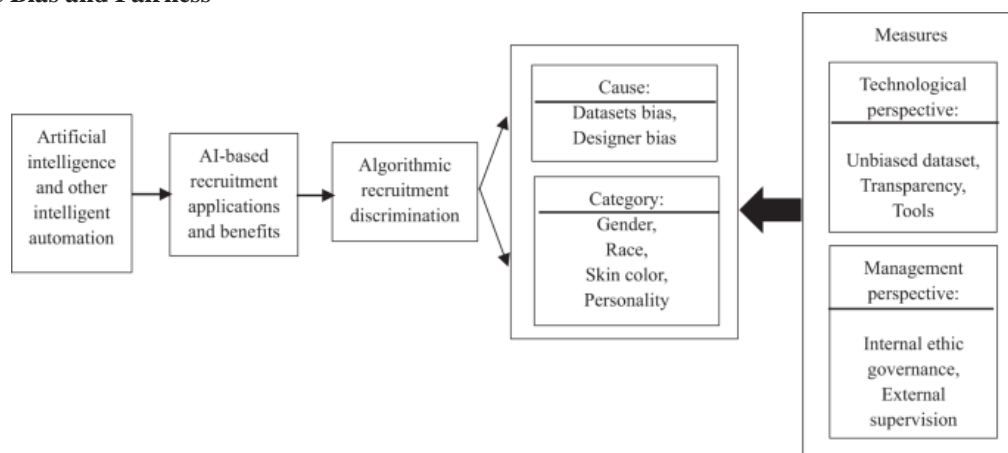 Bias and Fairness
Artificial
intelligence
and other
intelligent
automation
AI-based
recruitment
applications
and benefits
Algorithmic
recruitment
discrimination
Cause:
Datasets bias,
Designer bias
Category:
Gender,
Race,
Skin color,
Personality
Measures
Technological
perspective:
Unbiased dataset,
Transparency,
Tools
Management
perspective:
Internal ethic
governance,
External
supervision